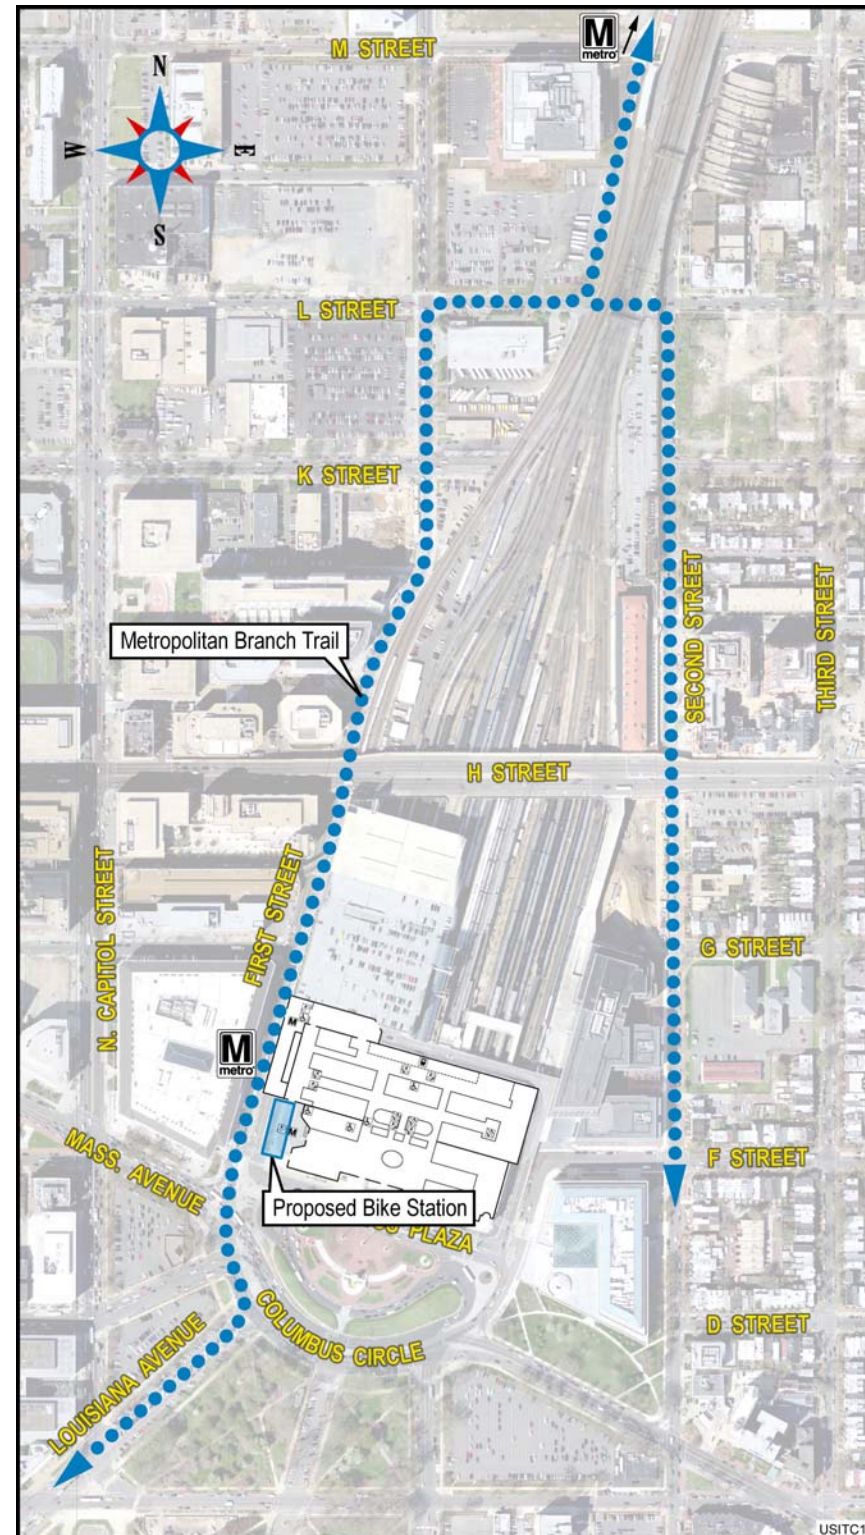 M
metro
M STREET
N
W
E
S
L STREET
K STREET
Metropolitan Branch Trail
SECOND STREET
THIRD STREET
H STREET
N. CAPITOL STREET
FIRST STREET
G STREET
M
metro
M
M
MASS. AVENUE
F STREET
Proposed Bike Station
PLAZA
COLUMBUS CIRCLE
D STREET
LOUISIANA AVENUE